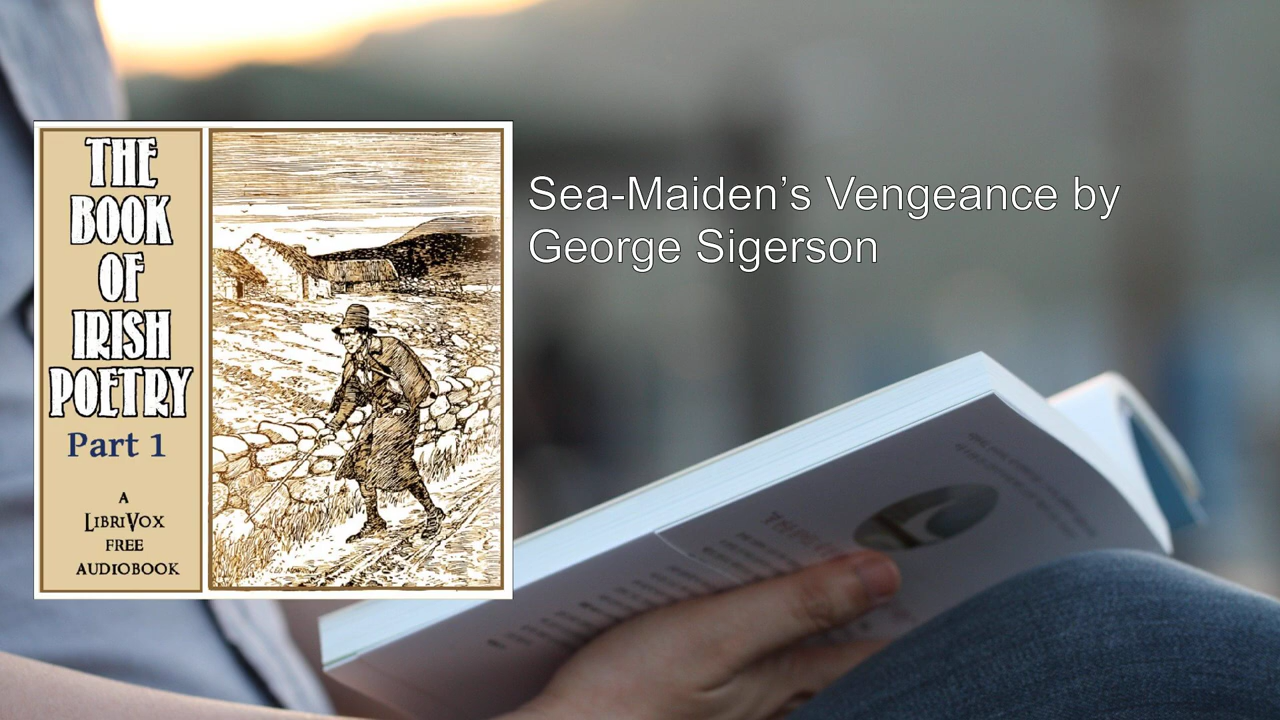 THE
BOOK
OF
IRISH
POETRY
Part 1
A
LIBRIVOX
FREE
AUDIOBOOK
Sea-Maiden’s Vengeance by
George Sigerson